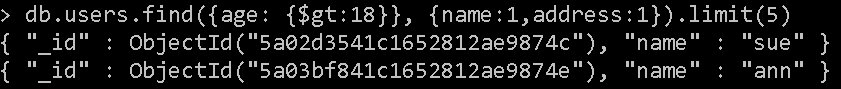 > db.users.find({age: {$gt:18}}, {name:1,address:1}).limit(5)
{ "_id" : ObjectId("5a02d3541c1652812ae9874c"), "name" : "sue" }
{ "_id" : ObjectId("5a03bf841c1652812ae9874e"), "name" : "ann" }